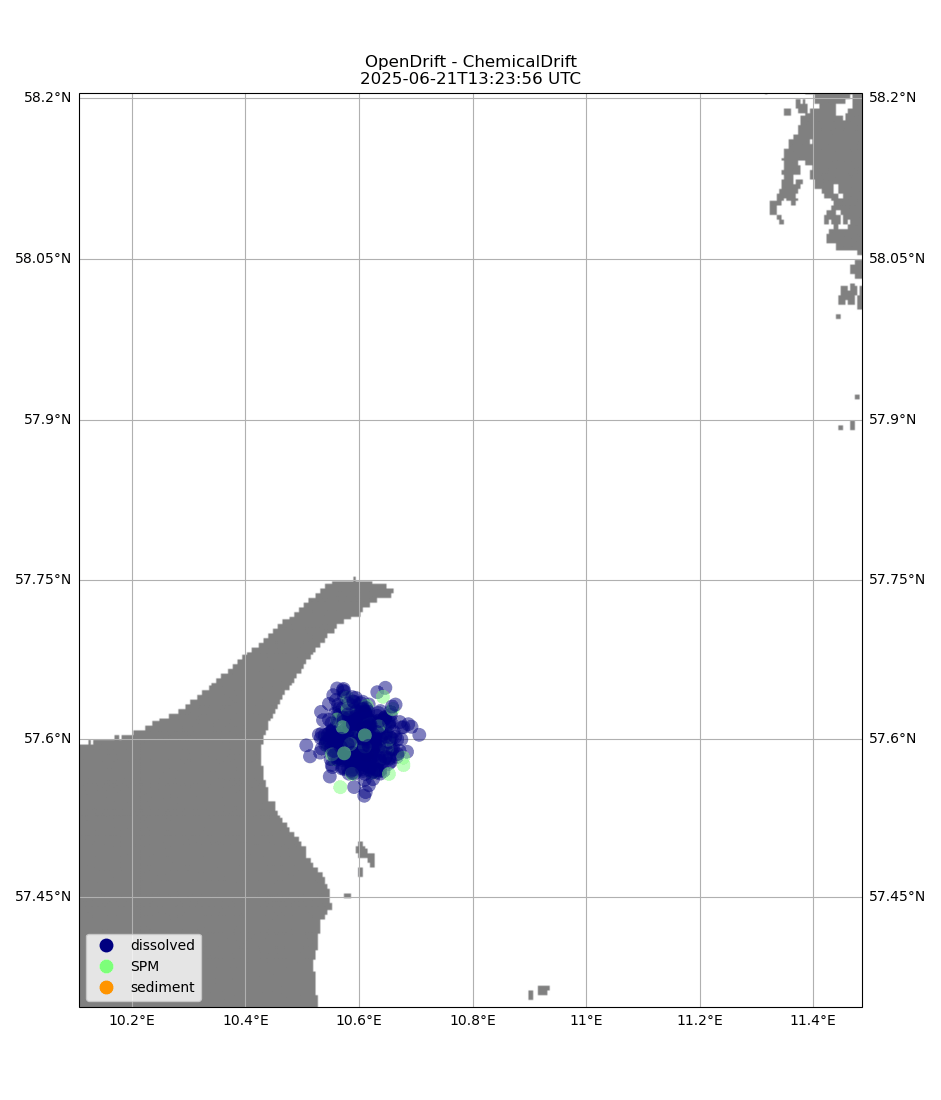 OpenDrift - ChemicalDrift
2025-06-21T13:23:56 UTC
58.2°N 58.2°N
58.05°N 58.05°N
57.9°N 57.9°N
57.75°N 57.75°N
57.6°N 57.6°N
57.45°N 57.45°N
dissolved
SPM
sediment
10.2°E 10.4°E 10.6°E 10.8°E 11°E 11.2°E 11.4°E